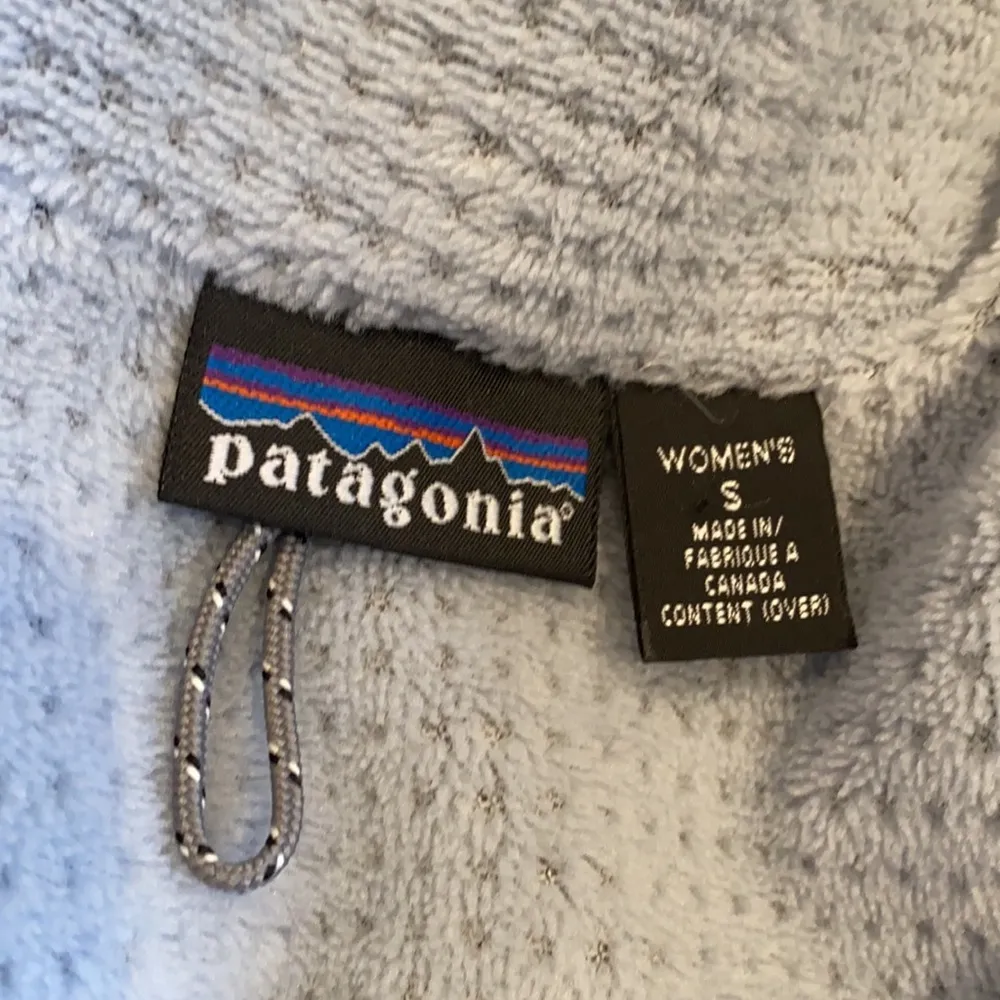 patagonia®
WOMEN'S
S
MADE IN/
FABRIQUE A
CANADA
CONTENT (OVER)